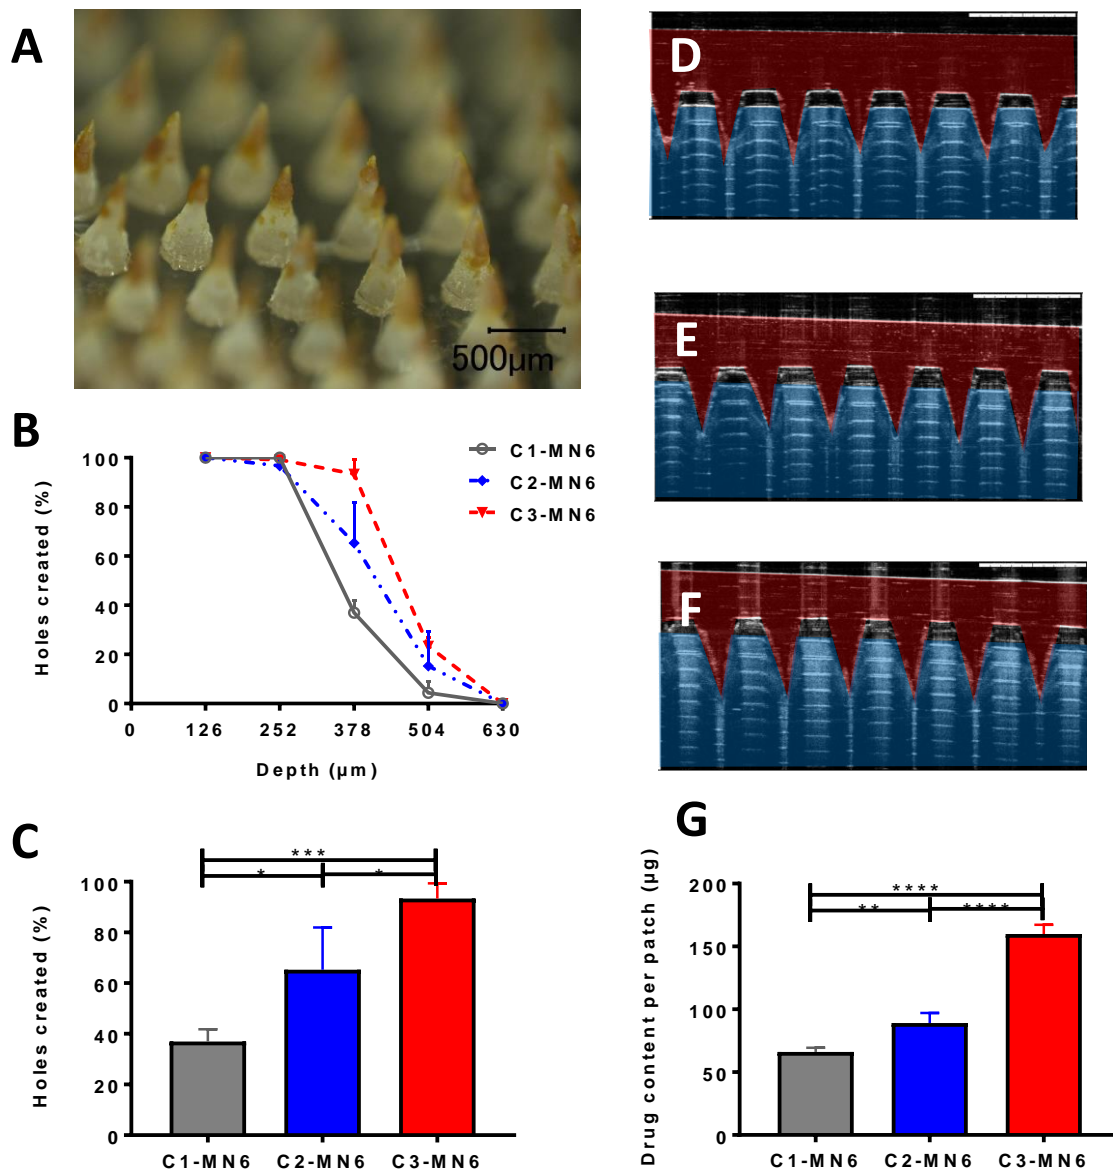 A
500µm
B
Holes created (%)
100
80
60
40
20
0
0 126 252 378 504 630
Depth (µm)
C1-MN6
C2-MN6
C3-MN6
C
Holes created (%)
100
80
60
40
20
0
***
* *
C1-MN6 C2-MN6 C3-MN6
D
E
F
G
Drug content per patch (µg)
200
150
100
50
0
****
** ****
C1-MN6 C2-MN6 C3-MN6